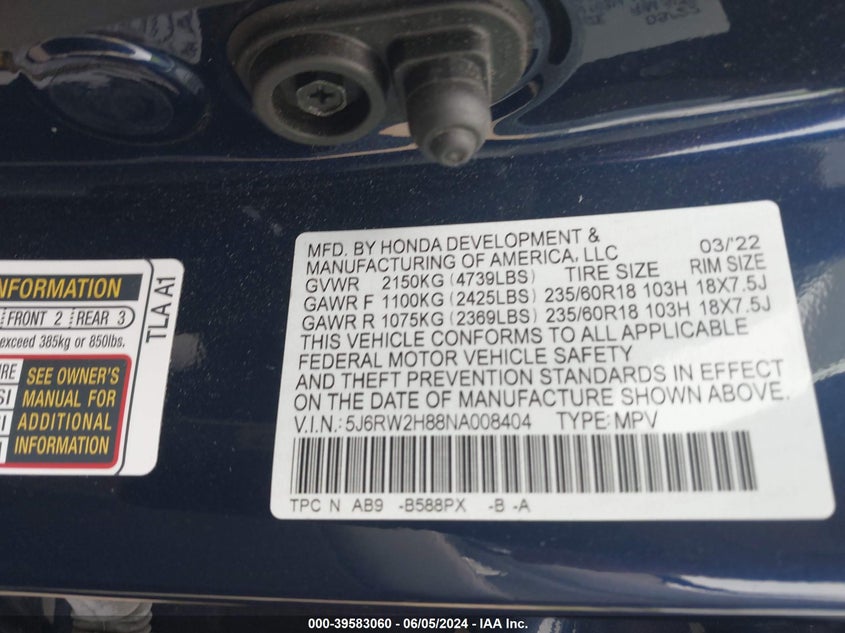 MFD. BY HONDA DEVELOPMENT & 03/'22
MANUFACTURING OF AMERICA, LLC
GVWR 2150KG (4739LBS) TIRE SIZE RIM SIZE
GAWR F 1100KG (2425LBS) 235/60R18 103H 18X7.5J
GAWR R 1075KG (2369LBS) 235/60R18 103H 18X7.5J
THIS VEHICLE CONFORMS TO ALL APPLICABLE
FEDERAL MOTOR VEHICLE SAFETY
AND THEFT PREVENTION STANDARDS IN EFFECT
ON THE DATE OF MANUFACTURE SHOWN ABOVE.
V.I.N.: 5J6RW2H88NA008404 TYPE: MPV
TPC N AB9 -B588PX -B -A
NFORMATION
FRONT 2 REAR 3
exceed 385kg or 850lbs.
SEE OWNER'S
MANUAL FOR
ADDITIONAL
INFORMATION
TLA A1
000-39583060 - 06/05/2024 - IAA Inc.